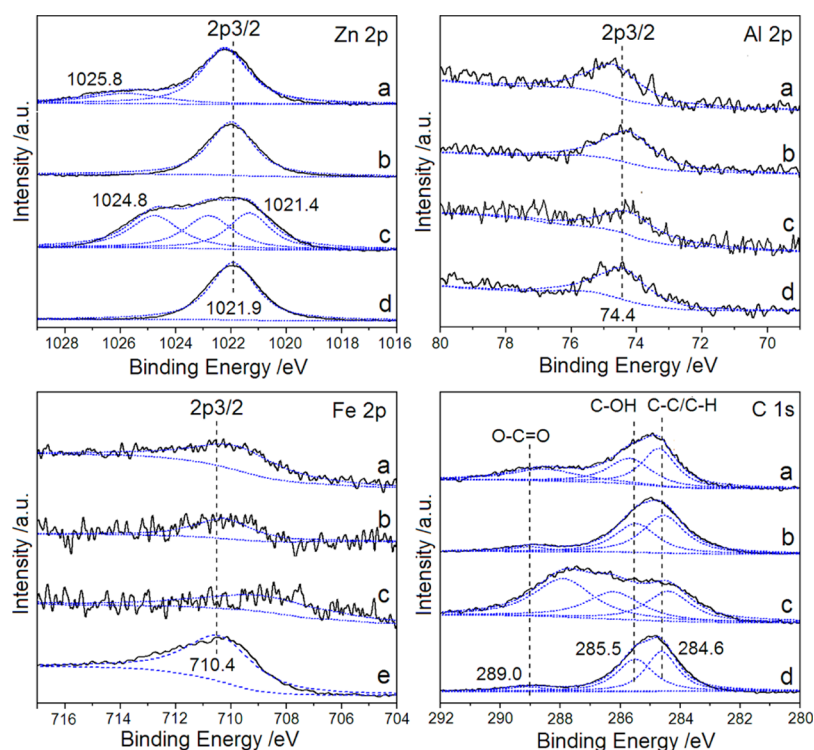 2p3/2 Zn 2p
1025.8
a
b
1024.8 1021.4
c
d
1021.9
1028 1026 1024 1022 1020 1018 1016
Binding Energy /eV
Intensity /a.u.
2p3/2 Al 2p
a
b
c
d
74.4
80 78 76 74 72 70
Binding Energy /eV
Intensity /a.u.
2p3/2 Fe 2p
a
b
c
710.4 e
716 714 712 710 708 706 704
Binding Energy /eV
Intensity /a.u.
C-OH C-C/C-H C 1s
O-C=O
a
b
c
285.5 284.6
289.0 d
292 290 288 286 284 282 280
Binding Energy /eV
Intensity /a.u.